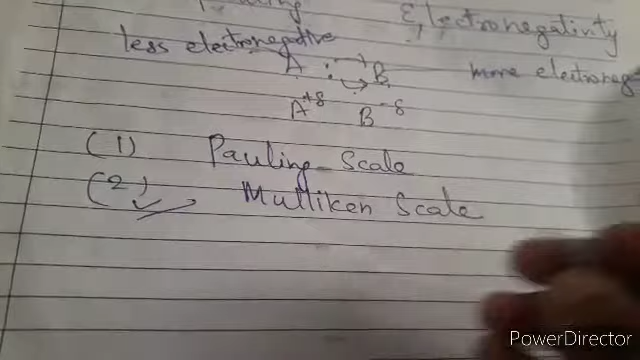 Electronegativity
less electronegative
A : B more electroneg
A+δ B-δ
(1) Pauling Scale
(2) Mulliken Scale
PowerDirector